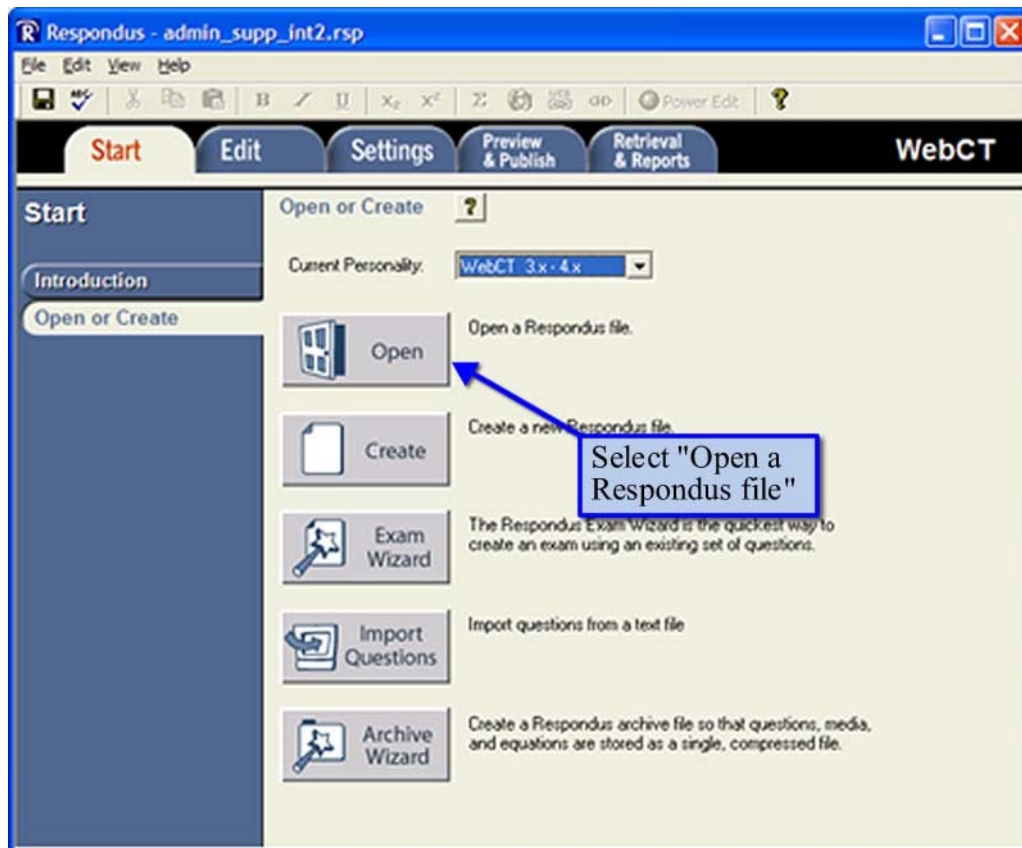 Respondus - admin_supp_int2.rsp
File Edit View Help
ABC B I U X₂ X² Σ Power Edit ?
Start Edit Settings Preview & Publish Retrieval & Reports WebCT
Start
Introduction
Open or Create
Open or Create ?
Current Personality: WebCT 3.x - 4.x
Open
Open a Respondus file.
Create
Create a new Respondus file.
Select "Open a
Respondus file"
Exam
Wizard
The Respondus Exam Wizard is the quickest way to
create an exam using an existing set of questions.
Import
Questions
Import questions from a text file
Archive
Wizard
Create a Respondus archive file so that questions, media,
and equations are stored as a single, compressed file.